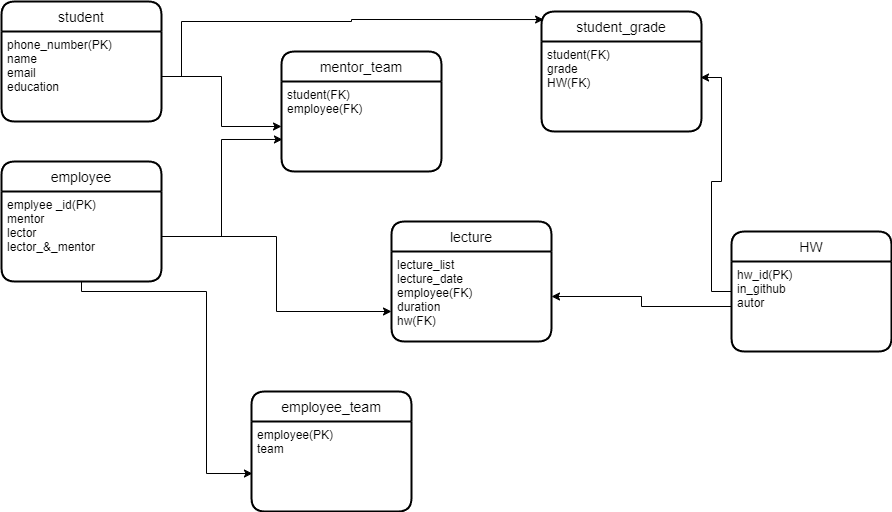 student
phone_number(PK)
name
email
education
student_grade
student(FK)
grade
HW(FK)
mentor_team
student(FK)
employee(FK)
employee
emplyee _id(PK)
mentor
lector
lector_&_mentor
lecture
lecture_list
lecture_date
employee(FK)
duration
hw(FK)
HW
hw_id(PK)
in_github
autor
employee_team
employee(PK)
team